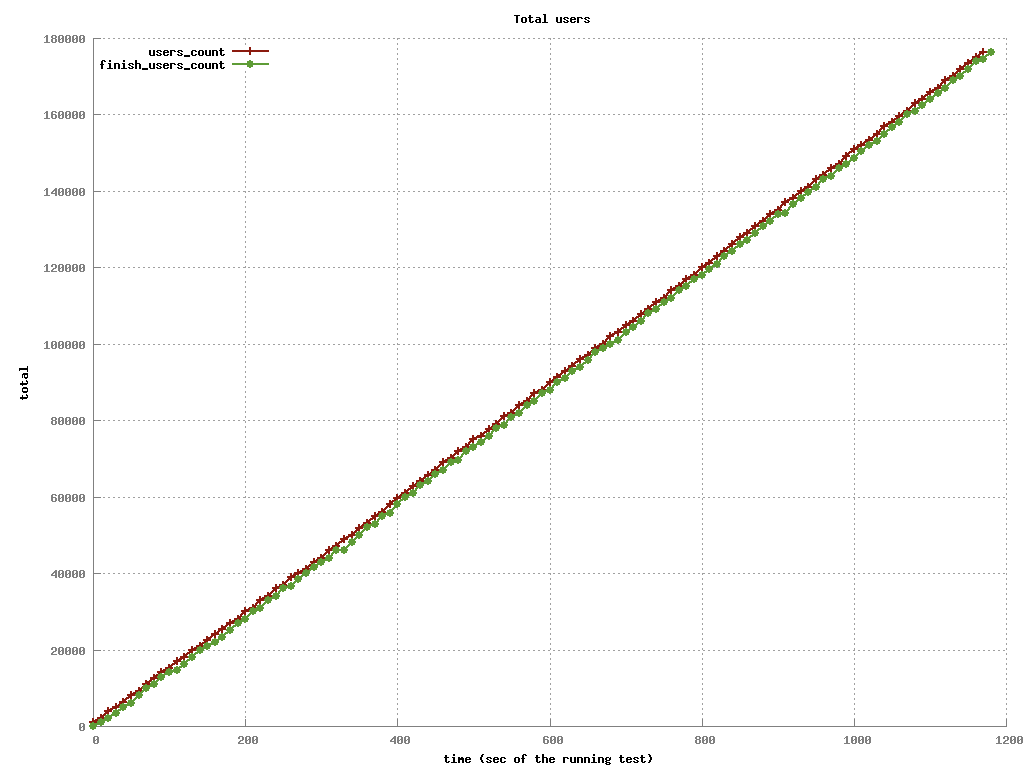 Total users
users_count
finish_users_count
180000
160000
140000
120000
100000
80000
60000
40000
20000
0
total
0 200 400 600 800 1000 1200
time (sec of the running test)